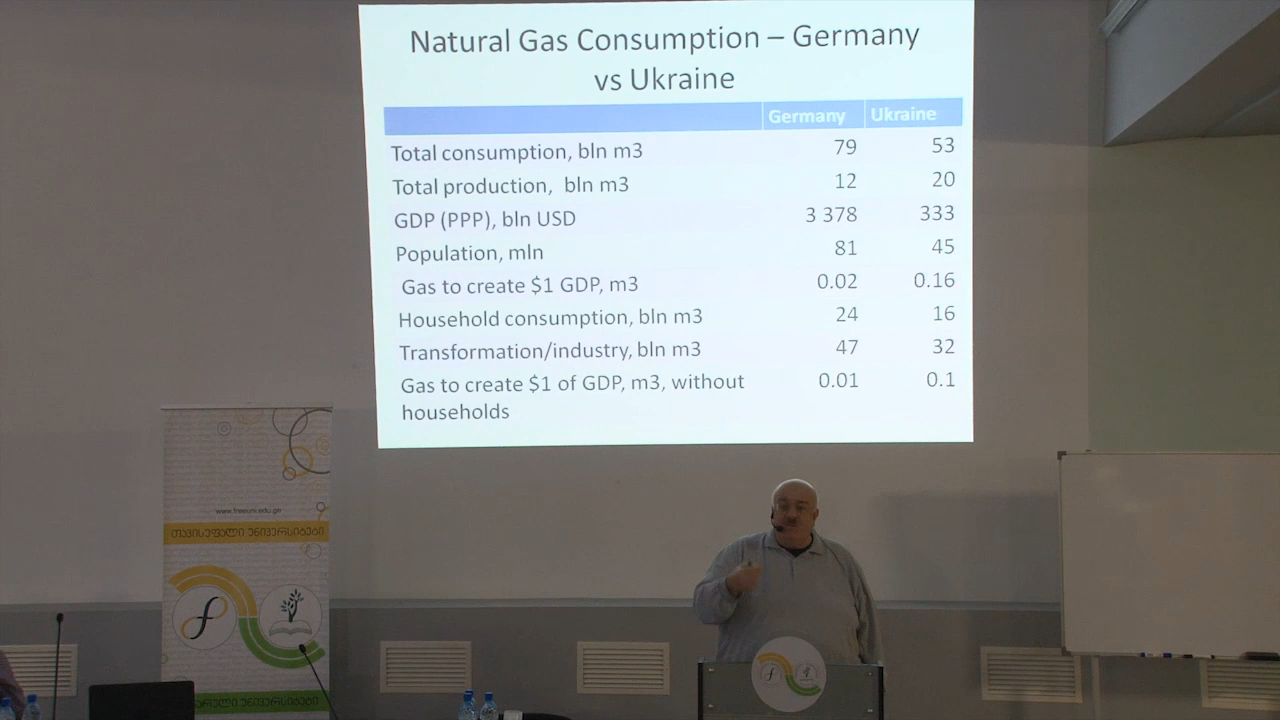 Natural Gas Consumption – Germany
vs Ukraine
Germany Ukraine
Total consumption, bln m3 79 53
Total production, bln m3 12 20
GDP (PPP), bln USD 3 378 333
Population, mln 81 45
Gas to create $1 GDP, m3 0.02 0.16
Household consumption, bln m3 24 16
Transformation/industry, bln m3 47 32
Gas to create $1 of GDP, m3, without 0.01 0.1
households
www.freeuni.edu.ge
თავისუფალი უნივერსიტეტი